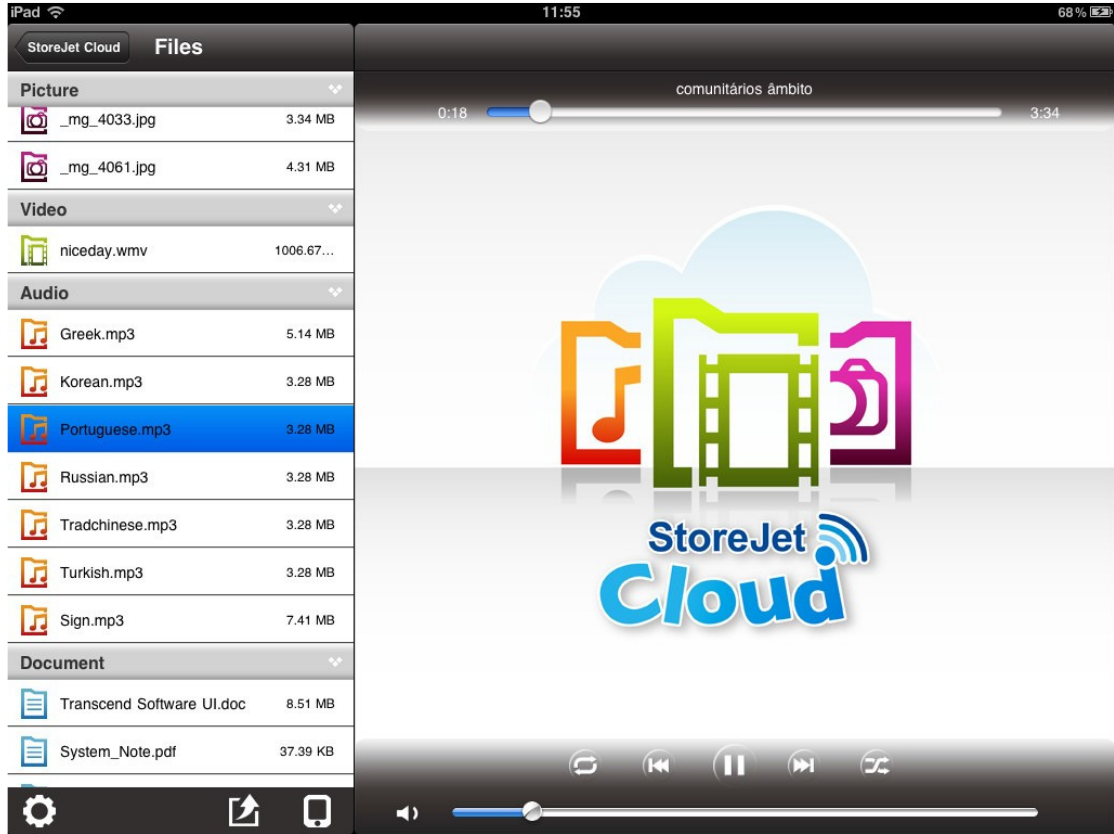 iPad 11:55 68%
StoreJet Cloud Files
Picture
_mg_4033.jpg 3.34 MB
_mg_4061.jpg 4.31 MB
Video
niceday.wmv 1006.67...
Audio
Greek.mp3 5.14 MB
Korean.mp3 3.28 MB
Portuguese.mp3 3.28 MB
Russian.mp3 3.28 MB
Tradchinese.mp3 3.28 MB
Turkish.mp3 3.28 MB
Sign.mp3 7.41 MB
Document
Transcend Software UI.doc 8.51 MB
System_Note.pdf 37.39 KB
comunitários âmbito
0:18 3:34
StoreJet
Cloud